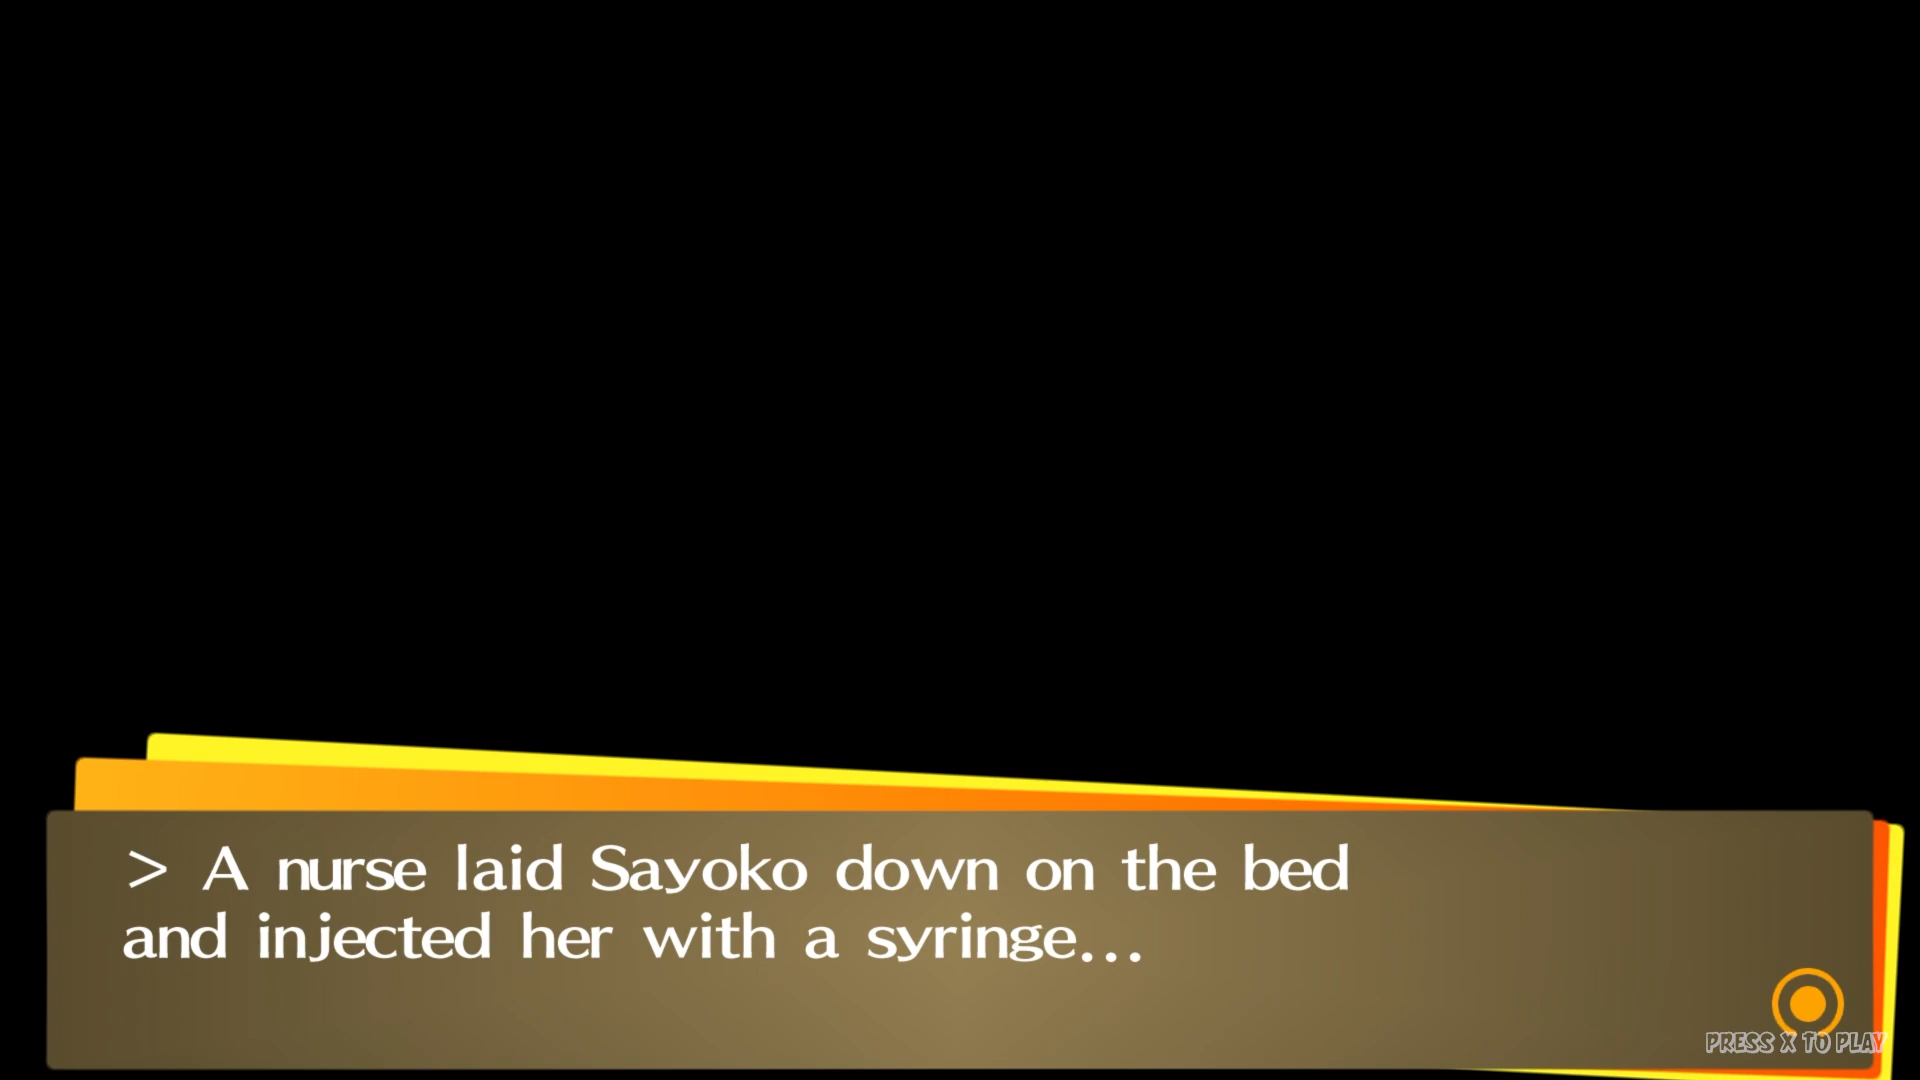 > A nurse laid Sayoko down on the bed
and injected her with a syringe...
PRESS X TO PLAY